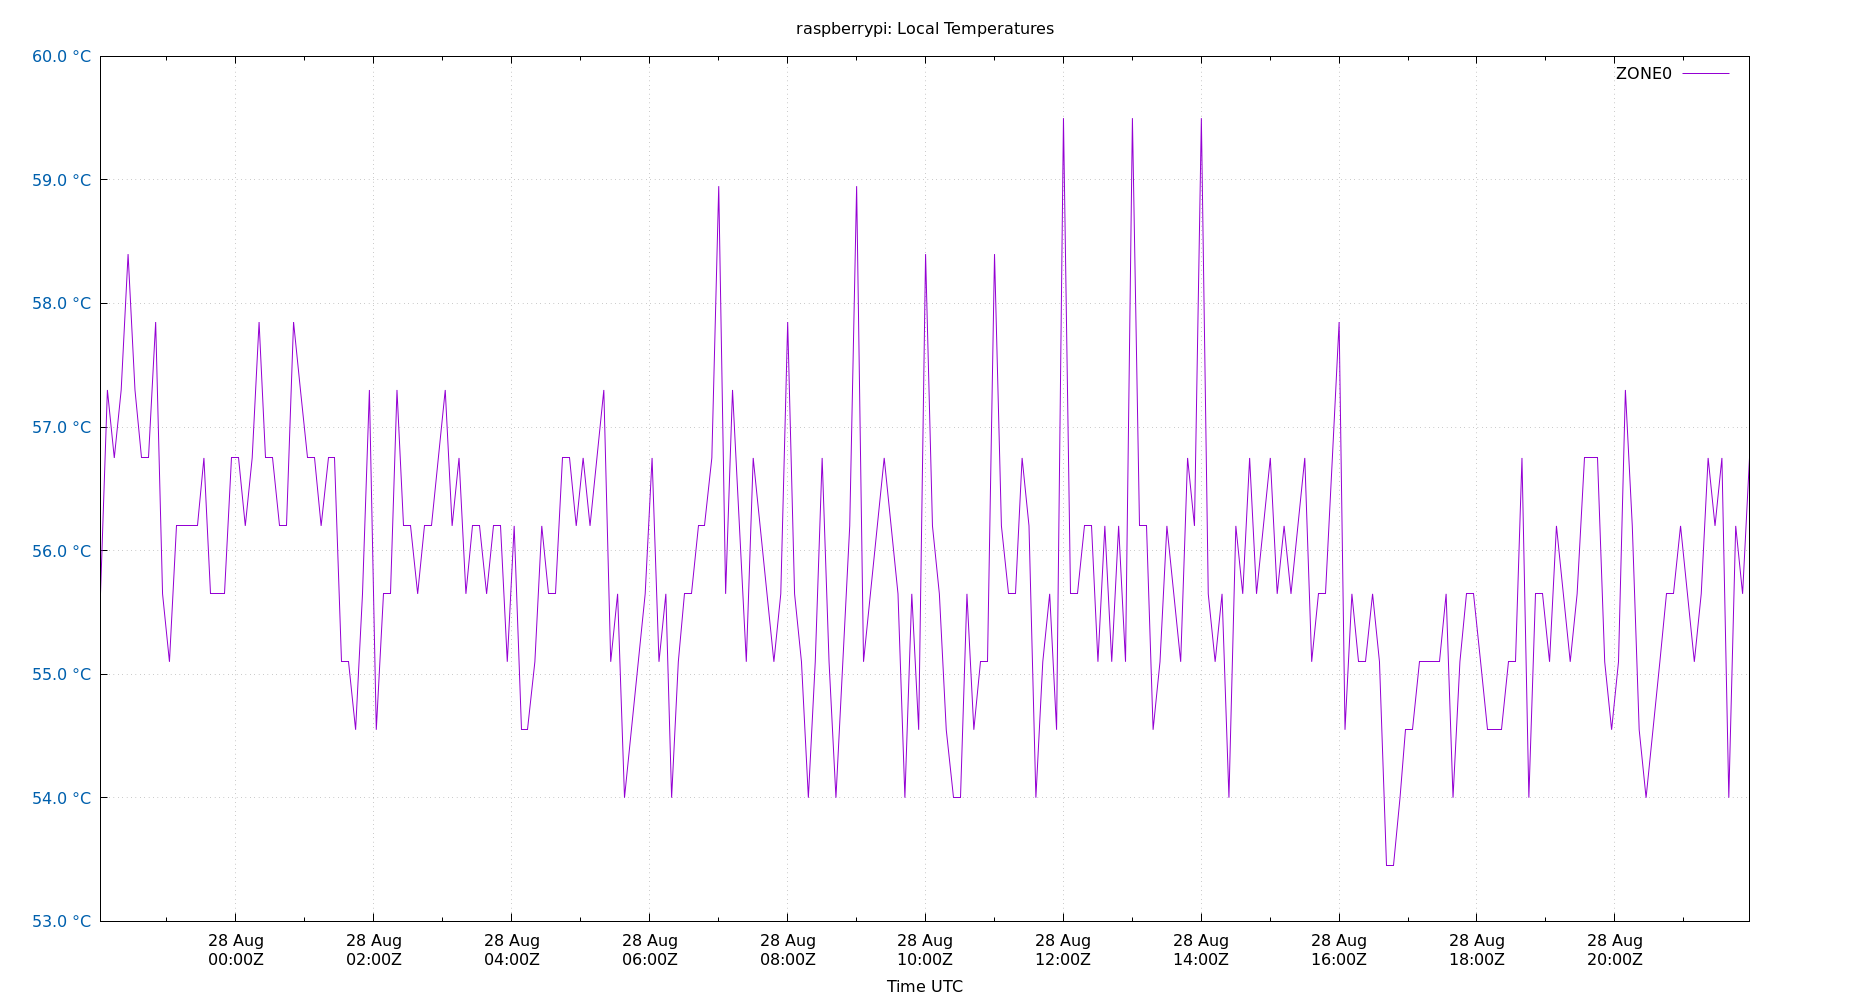 raspberrypi: Local Temperatures
60.0 °C
ZONE0
59.0 °C
58.0 °C
57.0 °C
56.0 °C
55.0 °C
54.0 °C
53.0 °C
28 Aug 28 Aug 28 Aug 28 Aug 28 Aug 28 Aug 28 Aug 28 Aug 28 Aug 28 Aug 28 Aug
00:00Z 02:00Z 04:00Z 06:00Z 08:00Z 10:00Z 12:00Z 14:00Z 16:00Z 18:00Z 20:00Z
Time UTC